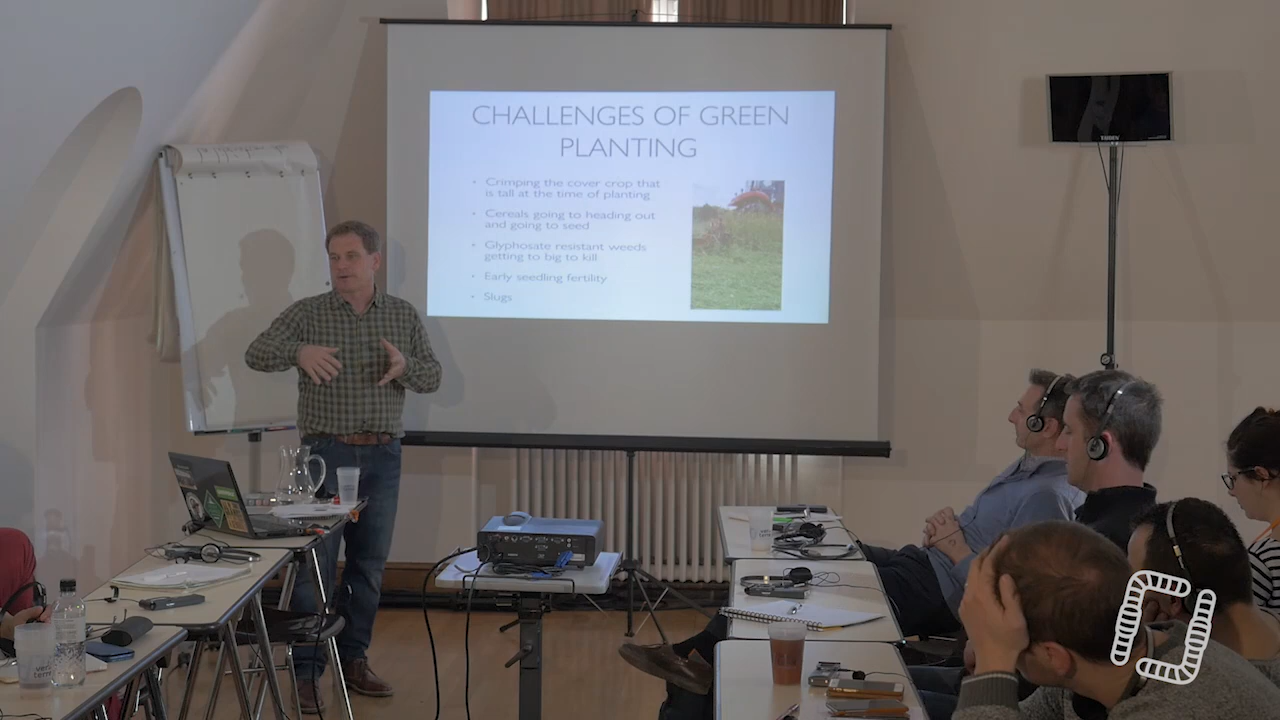 CHALLENGES OF GREEN
PLANTING
• Crimping the cover crop that
is tall at the time of planting
• Cereals going to heading out
and going to seed
• Glyphosate resistant weeds
getting to big to kill
• Early seedling fertility
• Slugs